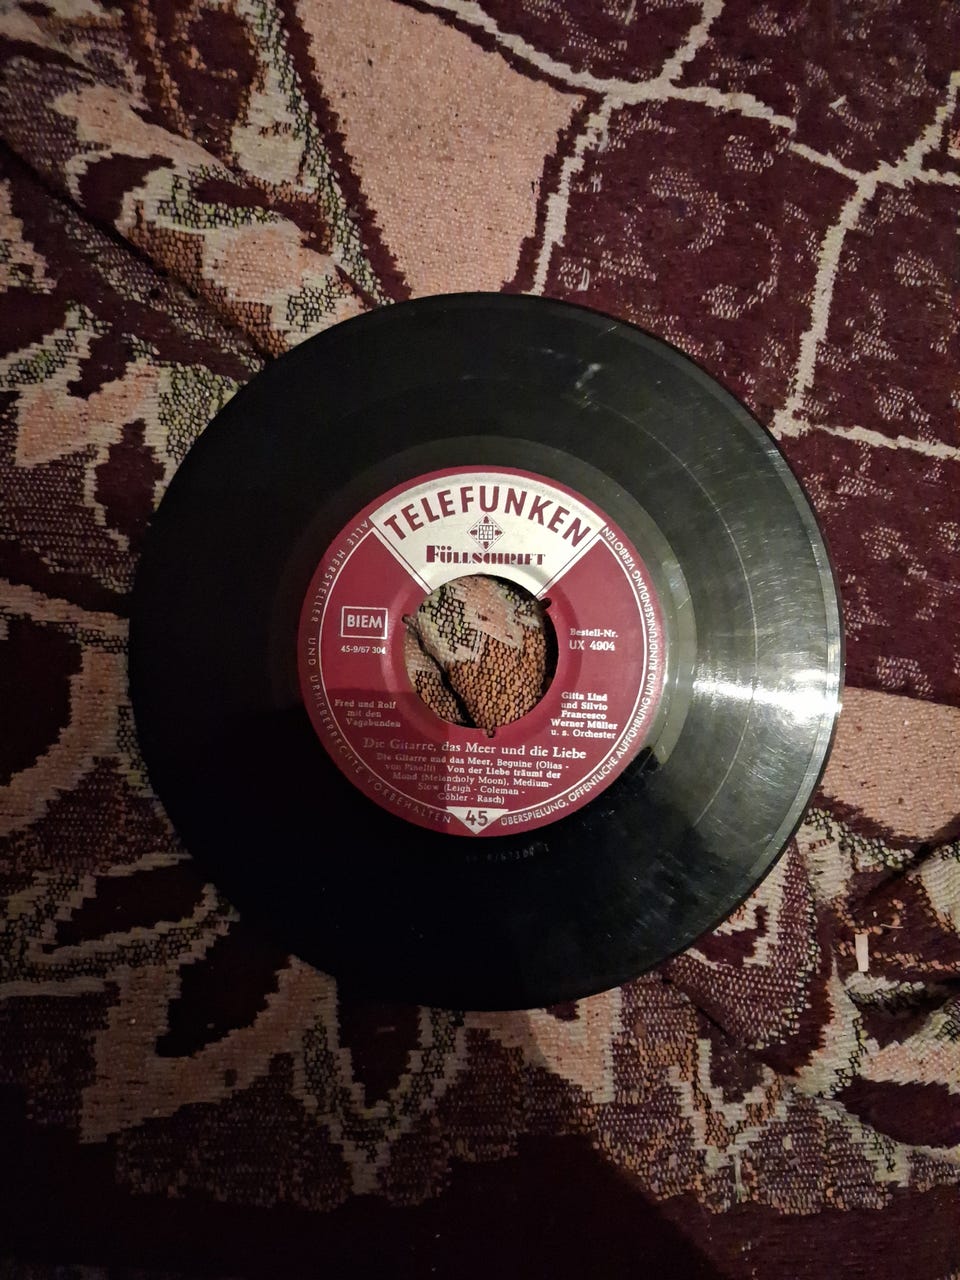 TELEFUNKEN
TELE
FUN
KEN
FÜLLSCHRIFT
ALLE HERSTELLER UND URHEBERRECHTE VORBEHALTEN
ÜBERSPIELUNG, ÖFFENTLICHE AUFFÜHRUNG UND RUNDFUNKSENDUNG VERBOTEN
BIEM
45-9/67 304
Bestell-Nr.
UX 4904
Fred und Rolf
mit den
Vagabunden
Gitta Lind
und Silvio
Francesco
Werner Müller
u. s. Orchester
Die Gitarre, das Meer und die Liebe
Die Gitarre und das Meer, Beguine (Olias -
von Pinelli) Von der Liebe träumt der
Mond (Melancholy Moon), Medium-
Slow (Leigh - Coleman -
Göhler - Rasch)
45